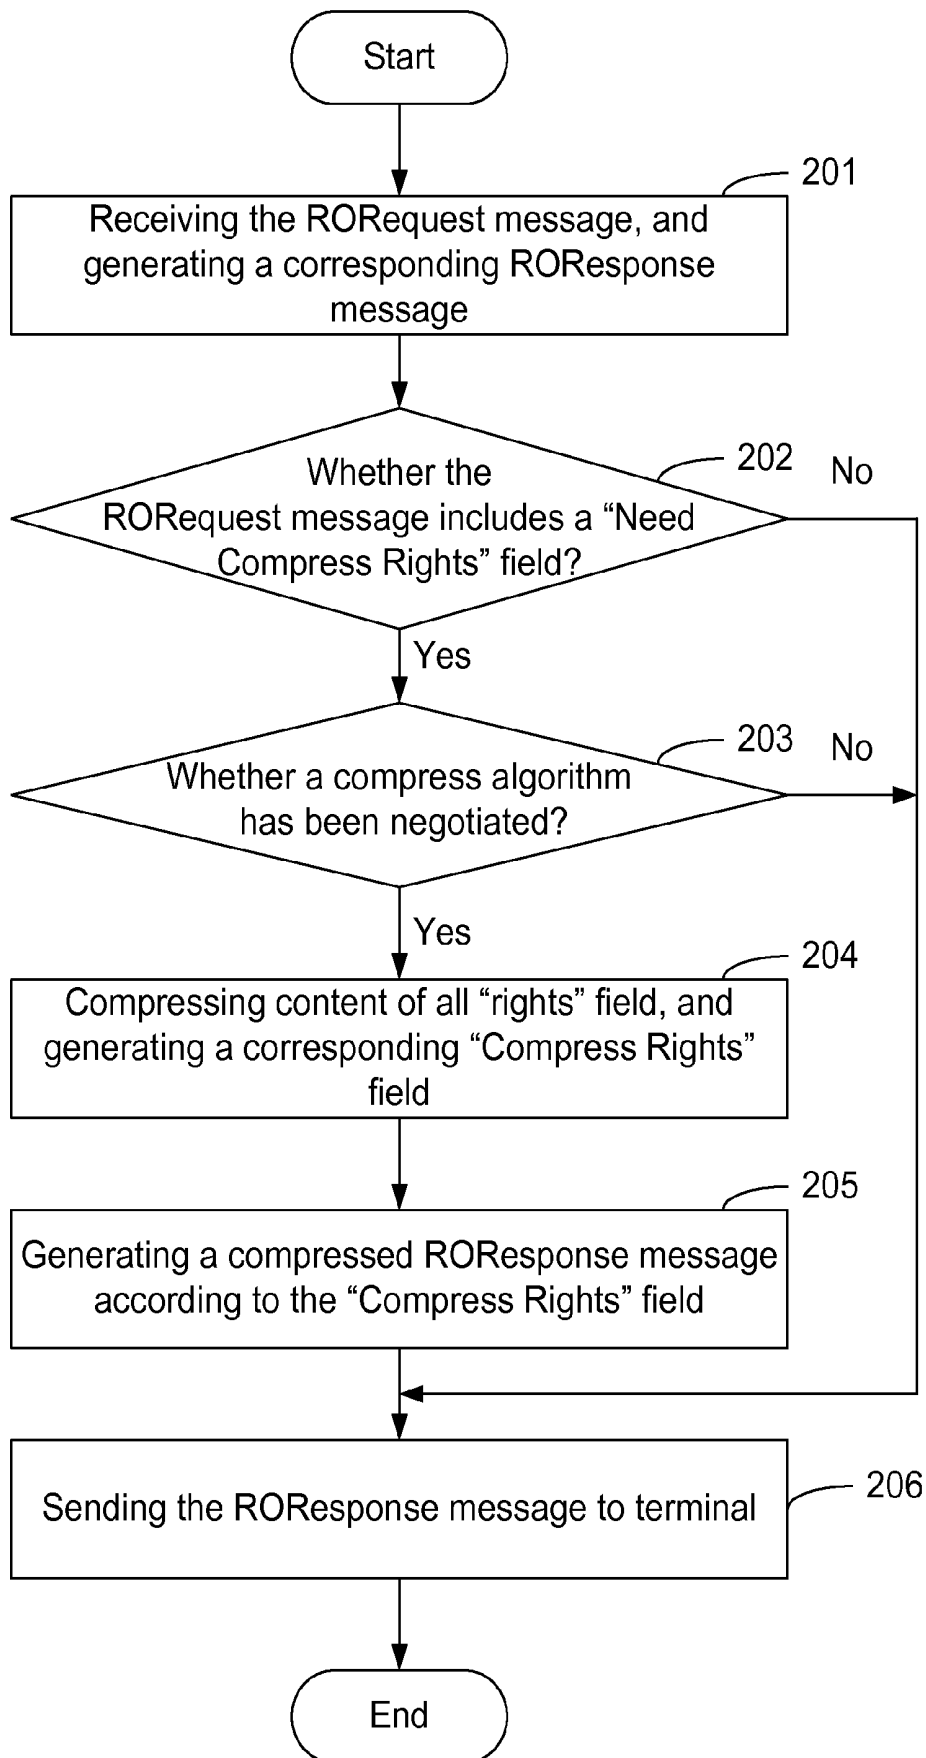 Start
201
Receiving the RORequest message, and
generating a corresponding ROResponse
message
202
No
Whether the
RORequest message includes a “Need
Compress Rights” field?
Yes
203
No
Whether a compress algorithm
has been negotiated?
Yes
204
Compressing content of all “rights” field, and
generating a corresponding “Compress Rights”
field
205
Generating a compressed ROResponse message
according to the “Compress Rights” field
206
Sending the ROResponse message to terminal
End